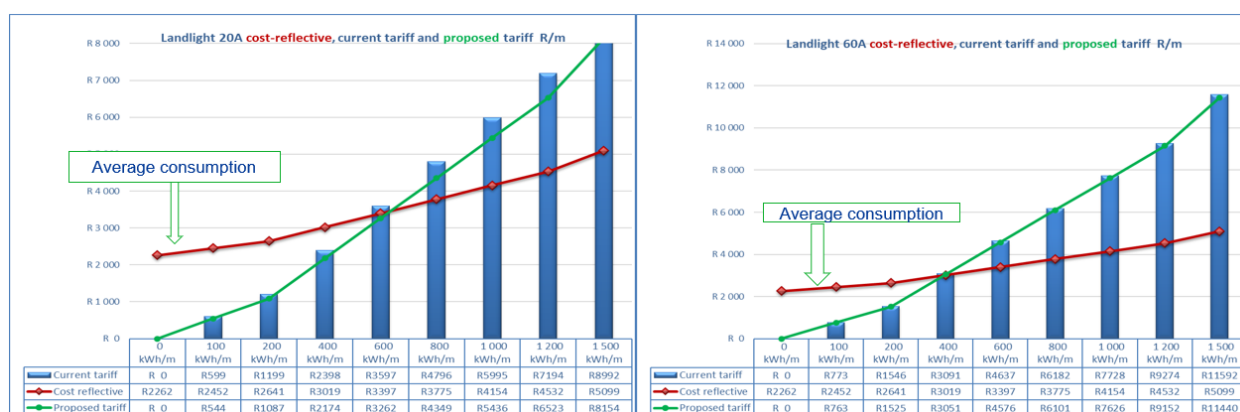 Landlight 20A cost-reflective, current tariff and proposed tariff R/m
R 8 000
R 7 000
R 6 000
Average consumption
R 4 000
R 3 000
R 2 000
R 1 000
R 0
0 100 200 400 600 800 1 000 1 200 1 500
kWh/m kWh/m kWh/m kWh/m kWh/m kWh/m kWh/m kWh/m kWh/m
Current tariff R 0 R599 R1199 R2398 R3597 R4796 R5995 R7194 R8992
Cost reflective R2262 R2452 R2641 R3019 R3397 R3775 R4154 R4532 R5099
Proposed tariff R 0 R544 R1087 R2174 R3262 R4349 R5436 R6523 R8154
Landlight 60A cost-reflective, current tariff and proposed tariff R/m
R 14 000
R 12 000
R 10 000
R 8 000
R 6 000
Average consumption
R 4 000
R 2 000
R 0
0 100 200 400 600 800 1 000 1 200 1 500
kWh/m kWh/m kWh/m kWh/m kWh/m kWh/m kWh/m kWh/m kWh/m
Current tariff R 0 R773 R1546 R3091 R4637 R6182 R7728 R9274 R11592
Cost reflective R2262 R2452 R2641 R3019 R3397 R3775 R4154 R4532 R5099
Proposed tariff R 0 R763 R1525 R3051 R4576 R6101 R7626 R9152 R11440